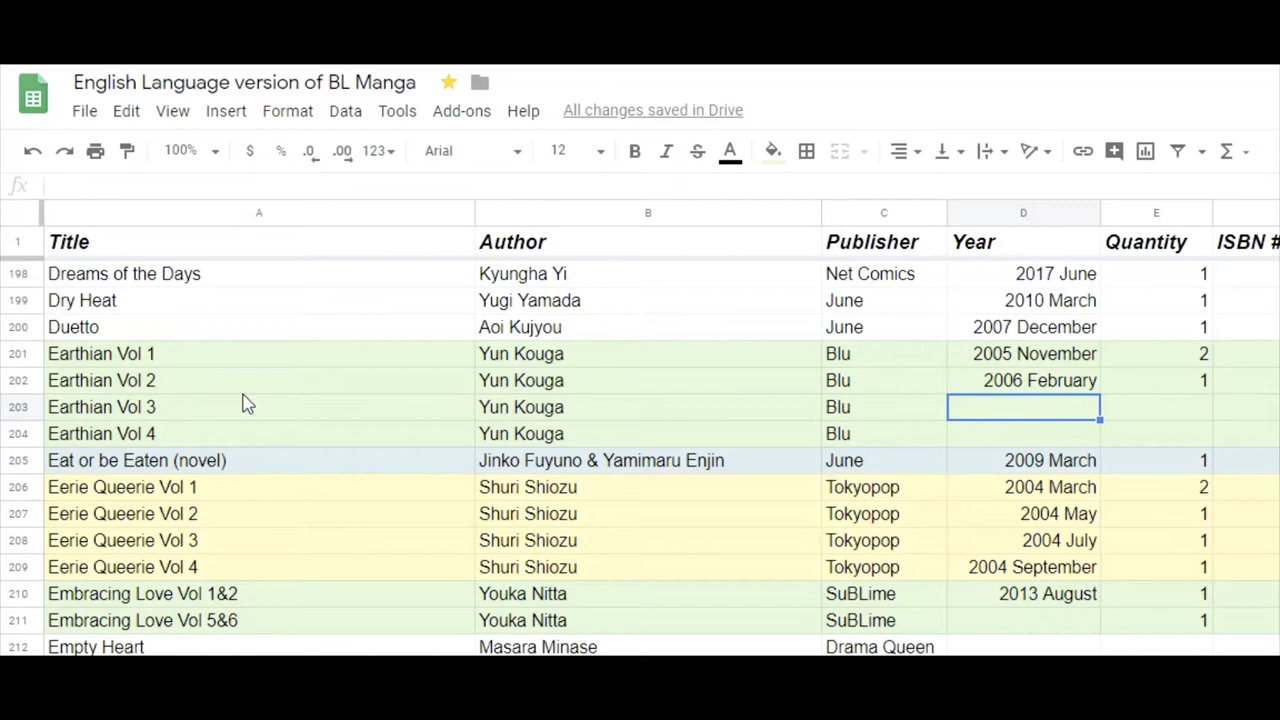 English Language version of BL Manga
File Edit View Insert Format Data Tools Add-ons Help All changes saved in Drive
100% $ % .0 .00 123 Arial 12 B I S A Σ
fx
A B C D E
1 Title Author Publisher Year Quantity ISBN #
198 Dreams of the Days Kyungha Yi Net Comics 2017 June 1
199 Dry Heat Yugi Yamada June 2010 March 1
200 Duetto Aoi Kujyou June 2007 December 1
201 Earthian Vol 1 Yun Kouga Blu 2005 November 2
202 Earthian Vol 2 Yun Kouga Blu 2006 February 1
203 Earthian Vol 3 Yun Kouga Blu
204 Earthian Vol 4 Yun Kouga Blu
205 Eat or be Eaten (novel) Jinko Fuyuno & Yamimaru Enjin June 2009 March 1
206 Eerie Queerie Vol 1 Shuri Shiozu Tokyopop 2004 March 2
207 Eerie Queerie Vol 2 Shuri Shiozu Tokyopop 2004 May 1
208 Eerie Queerie Vol 3 Shuri Shiozu Tokyopop 2004 July 1
209 Eerie Queerie Vol 4 Shuri Shiozu Tokyopop 2004 September 1
210 Embracing Love Vol 1&2 Youka Nitta SuBLime 2013 August 1
211 Embracing Love Vol 5&6 Youka Nitta SuBLime 1
212 Empty Heart Masara Minase Drama Queen